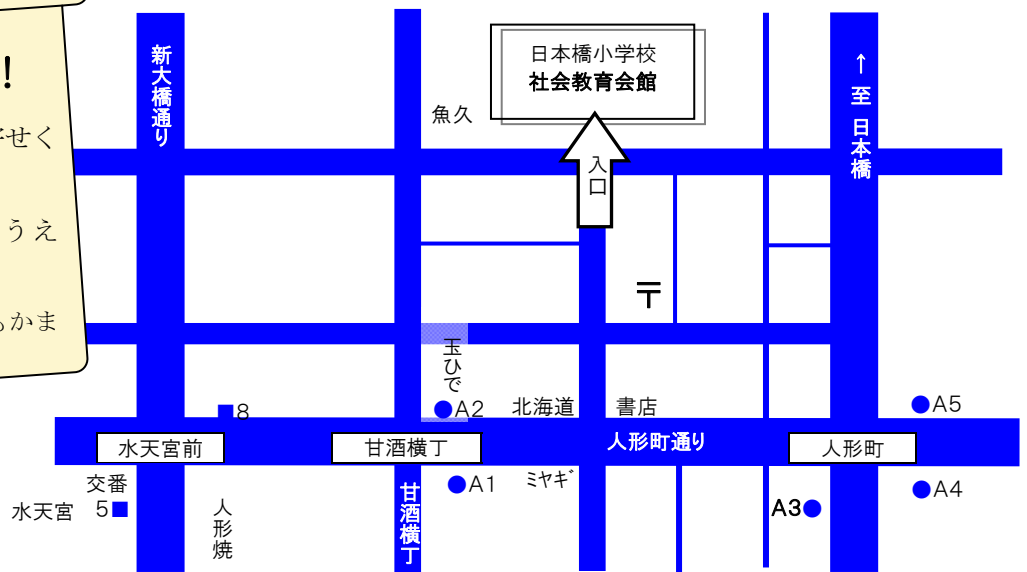 ！
せく
うえ
かま
新大橋通り
魚久
日本橋小学校
社会教育会館
入口
↑至 日本橋
〒
玉ひで
8
A2
北海道
書店
A5
水天宮前
甘酒横丁
人形町通り
人形町
交番
水天宮
5
人形焼
甘酒横丁
A1
ミヤギ
A3
A4